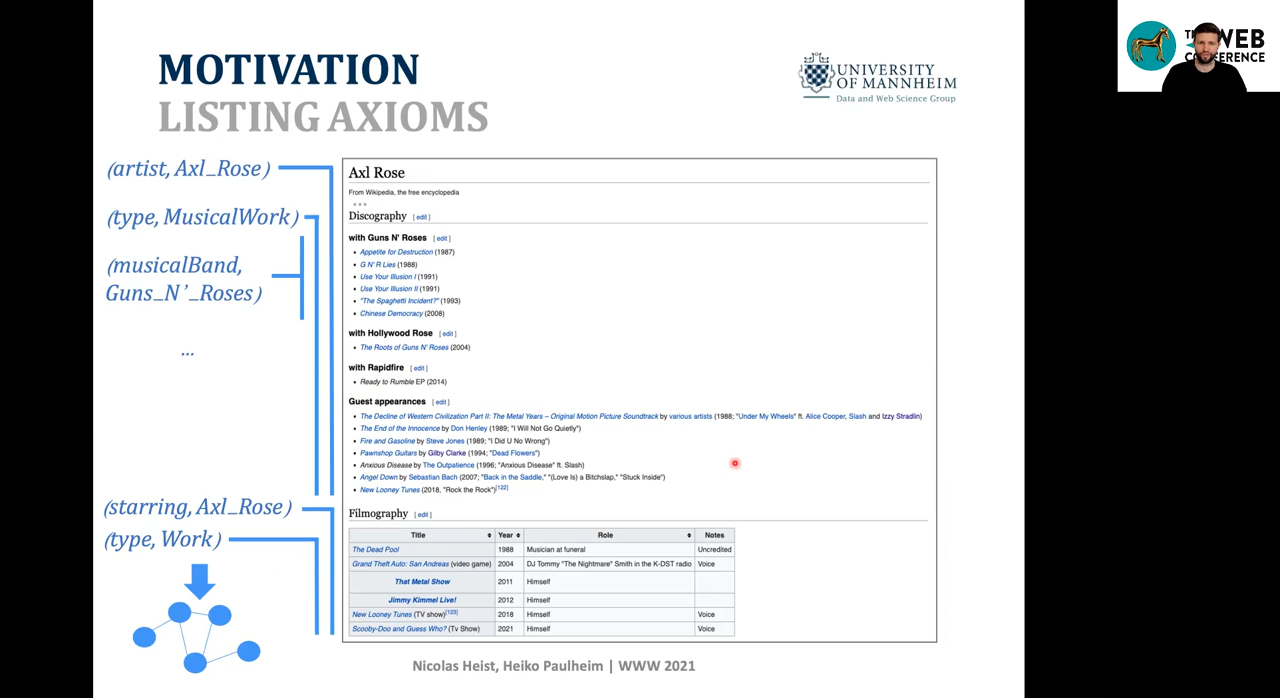 MOTIVATION
LISTING AXIOMS
UNIVERSITY
OF MANNHEIM
Data and Web Science Group
WEB
CONFERENCE
(artist, Axl_Rose)
(type, MusicalWork)
(musicalBand,
Guns_N’_Roses)
...
(starring, Axl_Rose)
(type, Work)
Axl Rose
From Wikipedia, the free encyclopedia
Discography [ edit ]
with Guns N' Roses [ edit ]
• Appetite for Destruction (1987)
• G N' R Lies (1988)
• Use Your Illusion I (1991)
• Use Your Illusion II (1991)
• "The Spaghetti Incident?" (1993)
• Chinese Democracy (2008)
with Hollywood Rose [ edit ]
• The Roots of Guns N' Roses (2004)
with Rapidfire [ edit ]
• Ready to Rumble EP (2014)
Guest appearances [ edit ]
• The Decline of Western Civilization Part II: The Metal Years – Original Motion Picture Soundtrack by various artists (1988; "Under My Wheels" ft. Alice Cooper, Slash and Izzy Stradlin)
• The End of the Innocence by Don Henley (1989; "I Will Not Go Quietly")
• Fire and Gasoline by Steve Jones (1989; "I Did U No Wrong")
• Pawnshop Guitars by Gilby Clarke (1994; "Dead Flowers")
• Anxious Disease by The Outpatience (1996; "Anxious Disease" ft. Slash)
• Angel Down by Sebastian Bach (2007; "Back in the Saddle," "(Love Is) a Bitchslap," "Stuck Inside")
• New Looney Tunes (2018, "Rock the Rock")[122]
Filmography [ edit ]
Title Year Role Notes
The Dead Pool 1988 Musician at funeral Uncredited
Grand Theft Auto: San Andreas (video game) 2004 DJ Tommy "The Nightmare" Smith in the K-DST radio Voice
That Metal Show 2011 Himself
Jimmy Kimmel Live! 2012 Himself
New Looney Tunes (TV show)[123] 2018 Himself Voice
Scooby-Doo and Guess Who? (Tv Show) 2021 Himself Voice
Nicolas Heist, Heiko Paulheim | WWW 2021